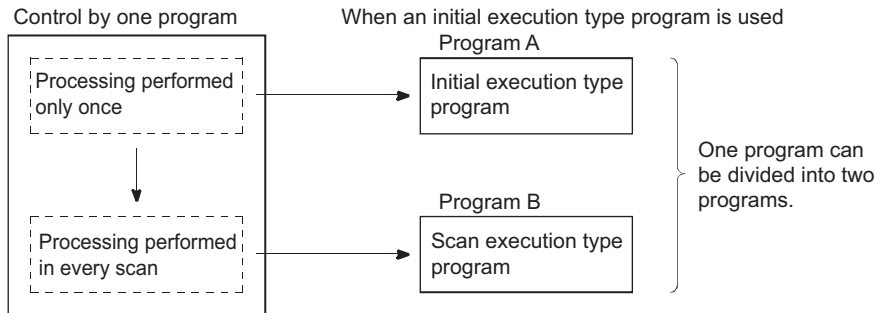 Control by one program
When an initial execution type program is used
Program A
Processing performed
only once
Initial execution type
program
One program can
be divided into two
programs.
Program B
Processing performed
in every scan
Scan execution type
program